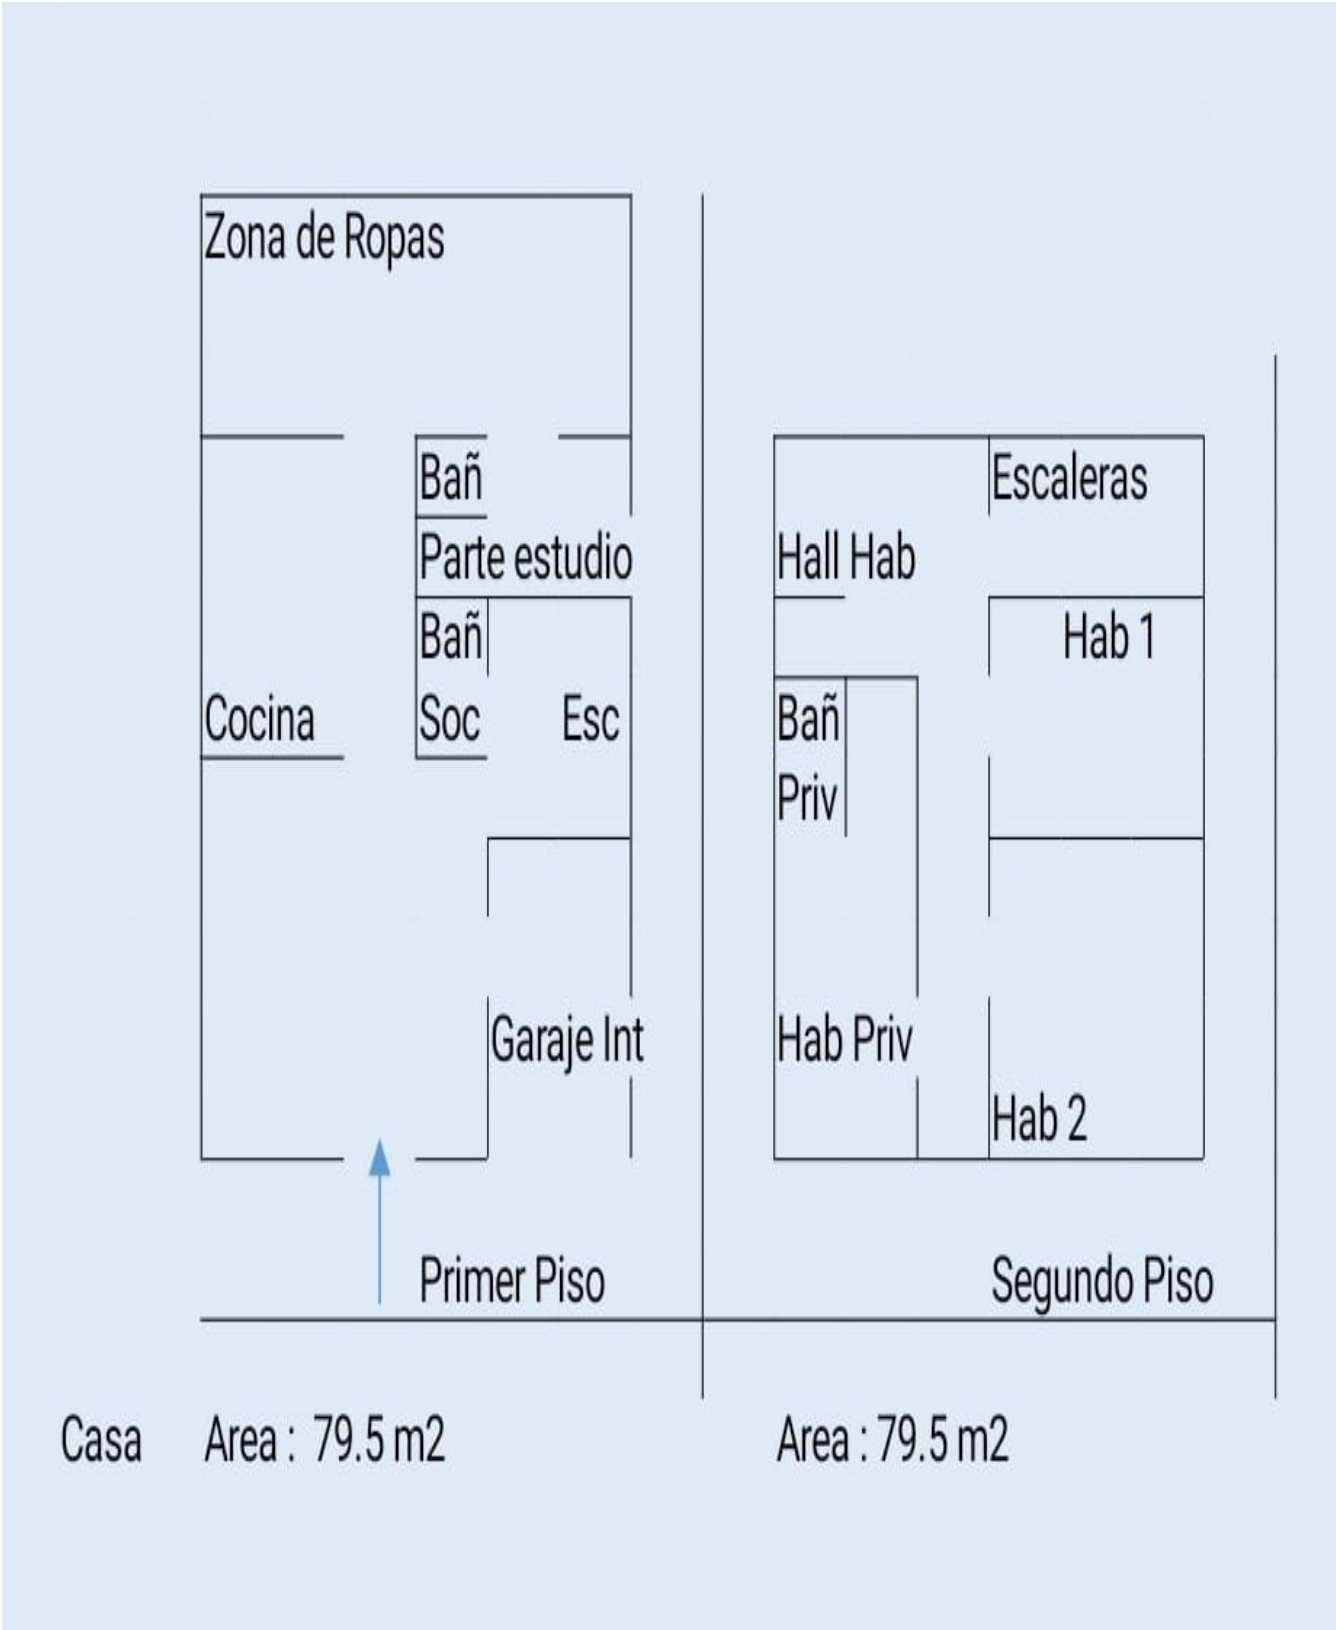 Zona de Ropas
Bañ
Parte estudio
Bañ
Cocina
Soc
Esc
Garaje Int
Primer Piso
Escaleras
Hall Hab
Hab 1
Bañ
Priv
Hab Priv
Hab 2
Segundo Piso
Casa Area : 79.5 m2
Area : 79.5 m2